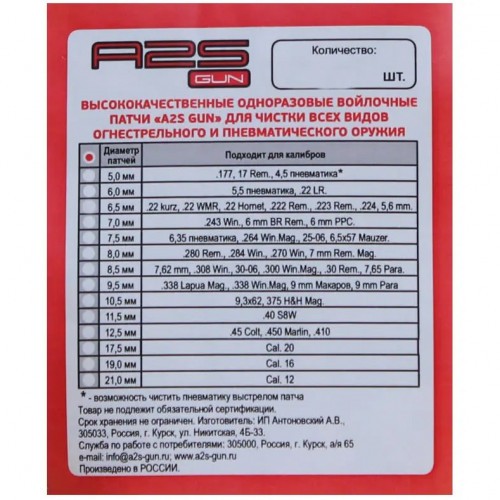 A2S
GUN
Количество:
ШТ.
ВЫСОКОКАЧЕСТВЕННЫЕ ОДНОРАЗОВЫЕ ВОЙЛОЧНЫЕ
ПАТЧИ «A2S GUN» ДЛЯ ЧИСТКИ ВСЕХ ВИДОВ
ОГНЕСТРЕЛЬНОГО И ПНЕВМАТИЧЕСКОГО ОРУЖИЯ
Диаметр патчей Подходит для калибров
5,0 мм .177, 17 Rem., 4,5 пневматика*
6,0 мм 5,5 пневматика, .22 LR.
6,5 мм .22 kurz, .22 WMR, .22 Hornet, .222 Rem., .223 Rem., .224, 5,6 mm.
7,0 мм .243 Win., 6 mm BR Rem., 6 mm PPC.
7,5 мм 6,35 пневматика, .264 Win.Mag., 25-06, 6,5x57 Mauzer.
8,0 мм .280 Rem., .284 Win., .270 Win, 7 mm Rem. Mag.
8,5 мм 7,62 mm, .308 Win., 30-06, .300 Win.Mag., .30 Rem., 7,65 Para
9,5 мм .338 Lapua Mag., .338 Win. Mag., 9 mm Макаров, 9 mm Para
10,5 мм 9,3x62, 375 H&H Mag.
11,5 мм .40 S8W
12,5 мм .45 Colt, .450 Marlin, .410
17,5 мм Cal. 20
19,0 мм Cal. 16
21,0 мм Cal. 12
* - возможность чистить пневматику выстрелом патча
Товар не подлежит обязательной сертификации.
Срок хранения не ограничен. Изготовитель: ИП Антоновский А.В.,
305033, Россия, г. Курск, ул. Никитская, 4Б-33.
Служба по работе с потребителями: 305000, Россия, г. Курск, а/я 65
e-mail: info@a2s-gun.ru, www.a2s-gun.ru
Произведено в РОССИИ.